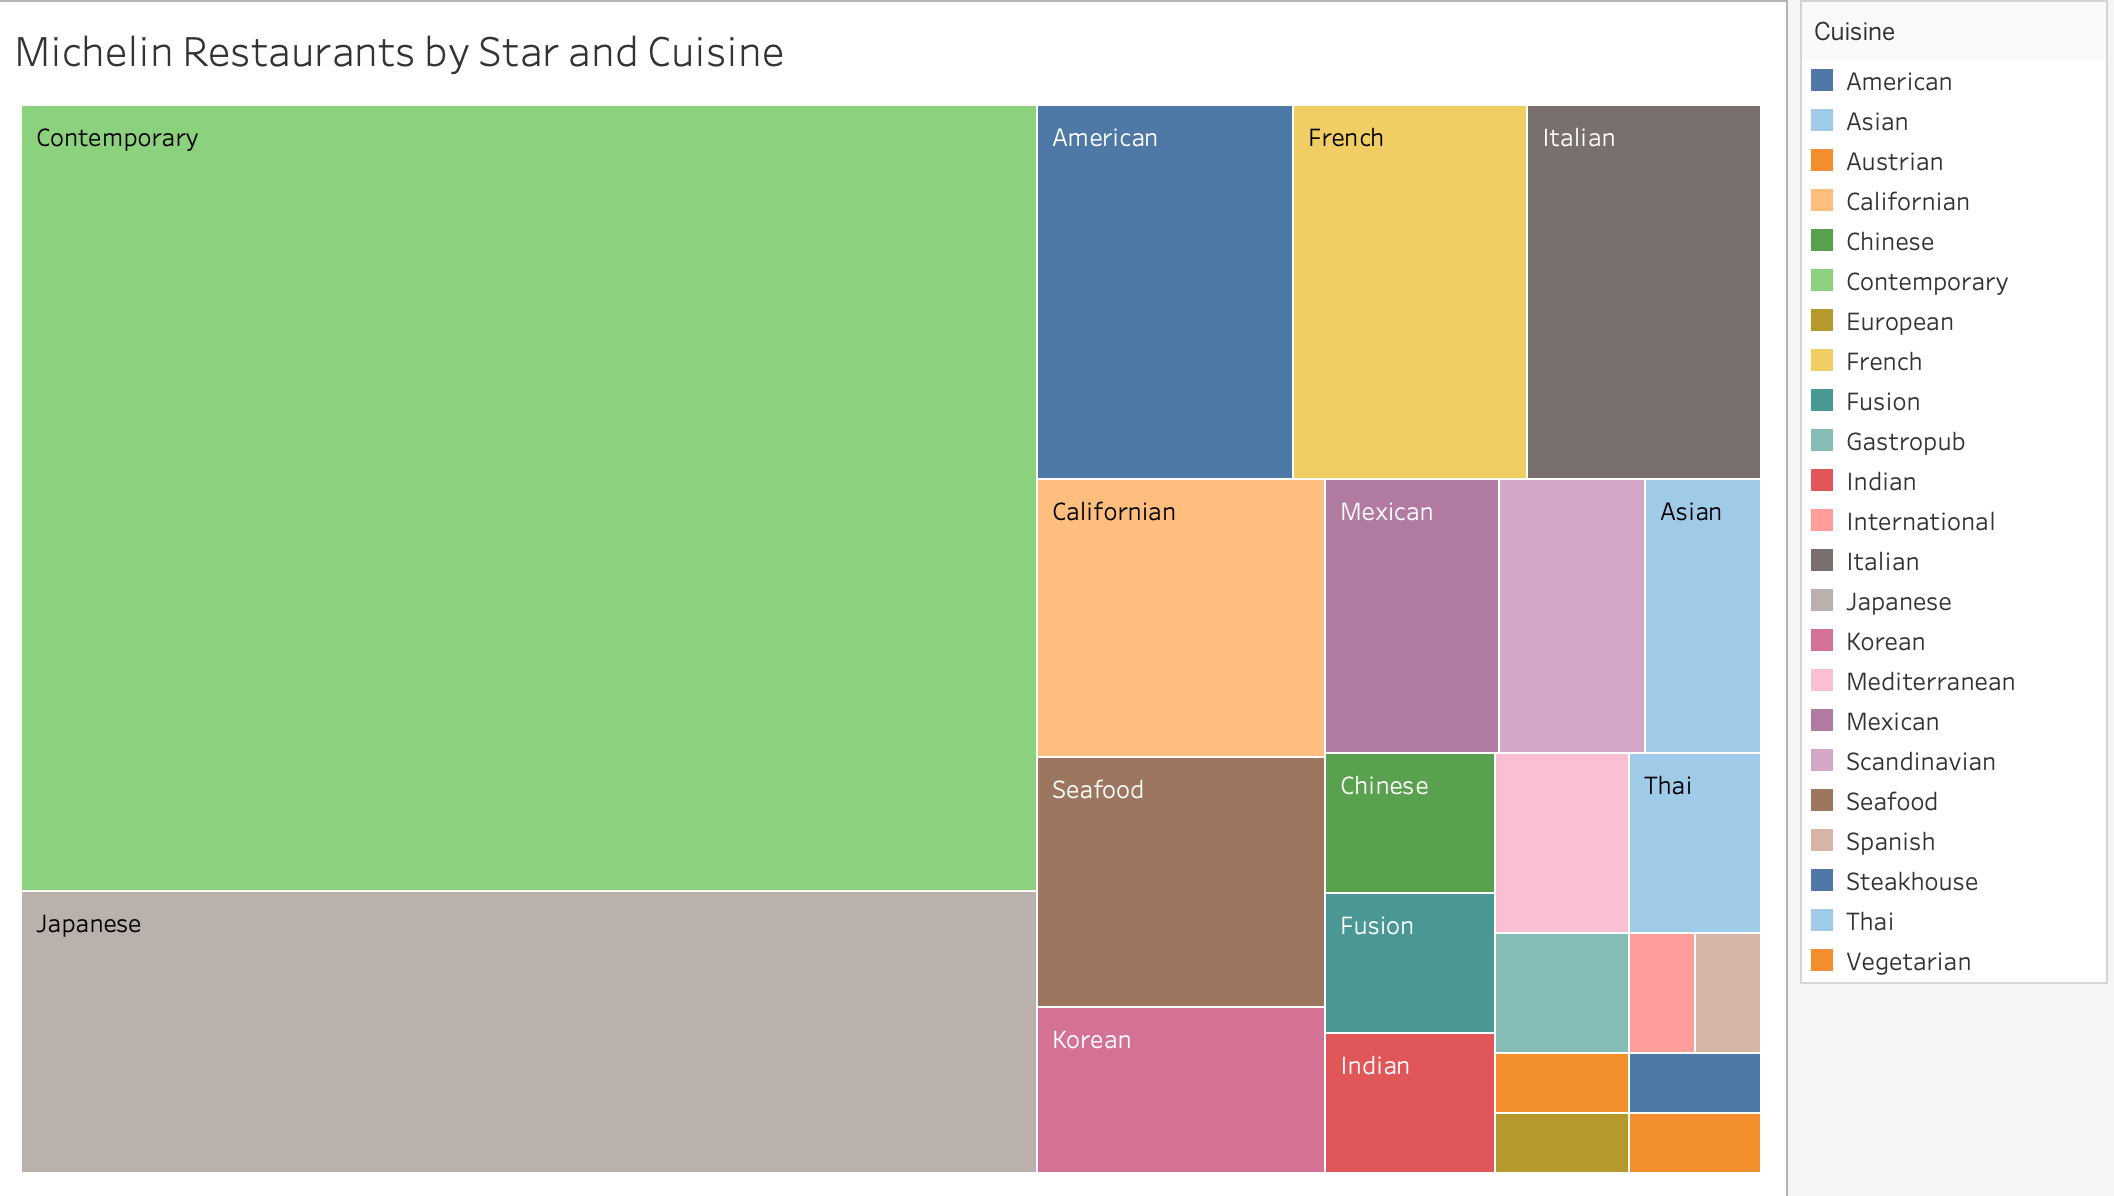 Michelin Restaurants by Star and Cuisine
Contemporary
American
French
Italian
Californian
Mexican
Asian
Seafood
Chinese
Thai
Japanese
Fusion
Korean
Indian
Cuisine
American
Asian
Austrian
Californian
Chinese
Contemporary
European
French
Fusion
Gastropub
Indian
International
Italian
Japanese
Korean
Mediterranean
Mexican
Scandinavian
Seafood
Spanish
Steakhouse
Thai
Vegetarian